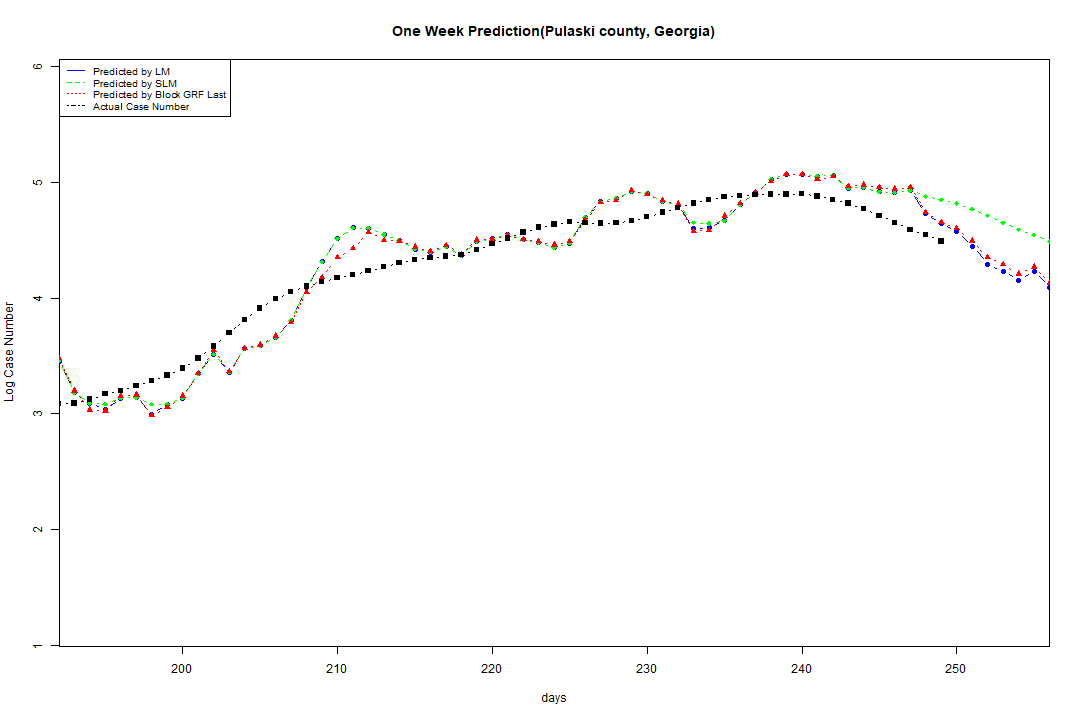 One Week Prediction(Pulaski county, Georgia)
Predicted by LM
Predicted by SLM
Predicted by Block GRF Last
Actual Case Number
6
5
4
3
2
1
Log Case Number
200 210 220 230 240 250
days